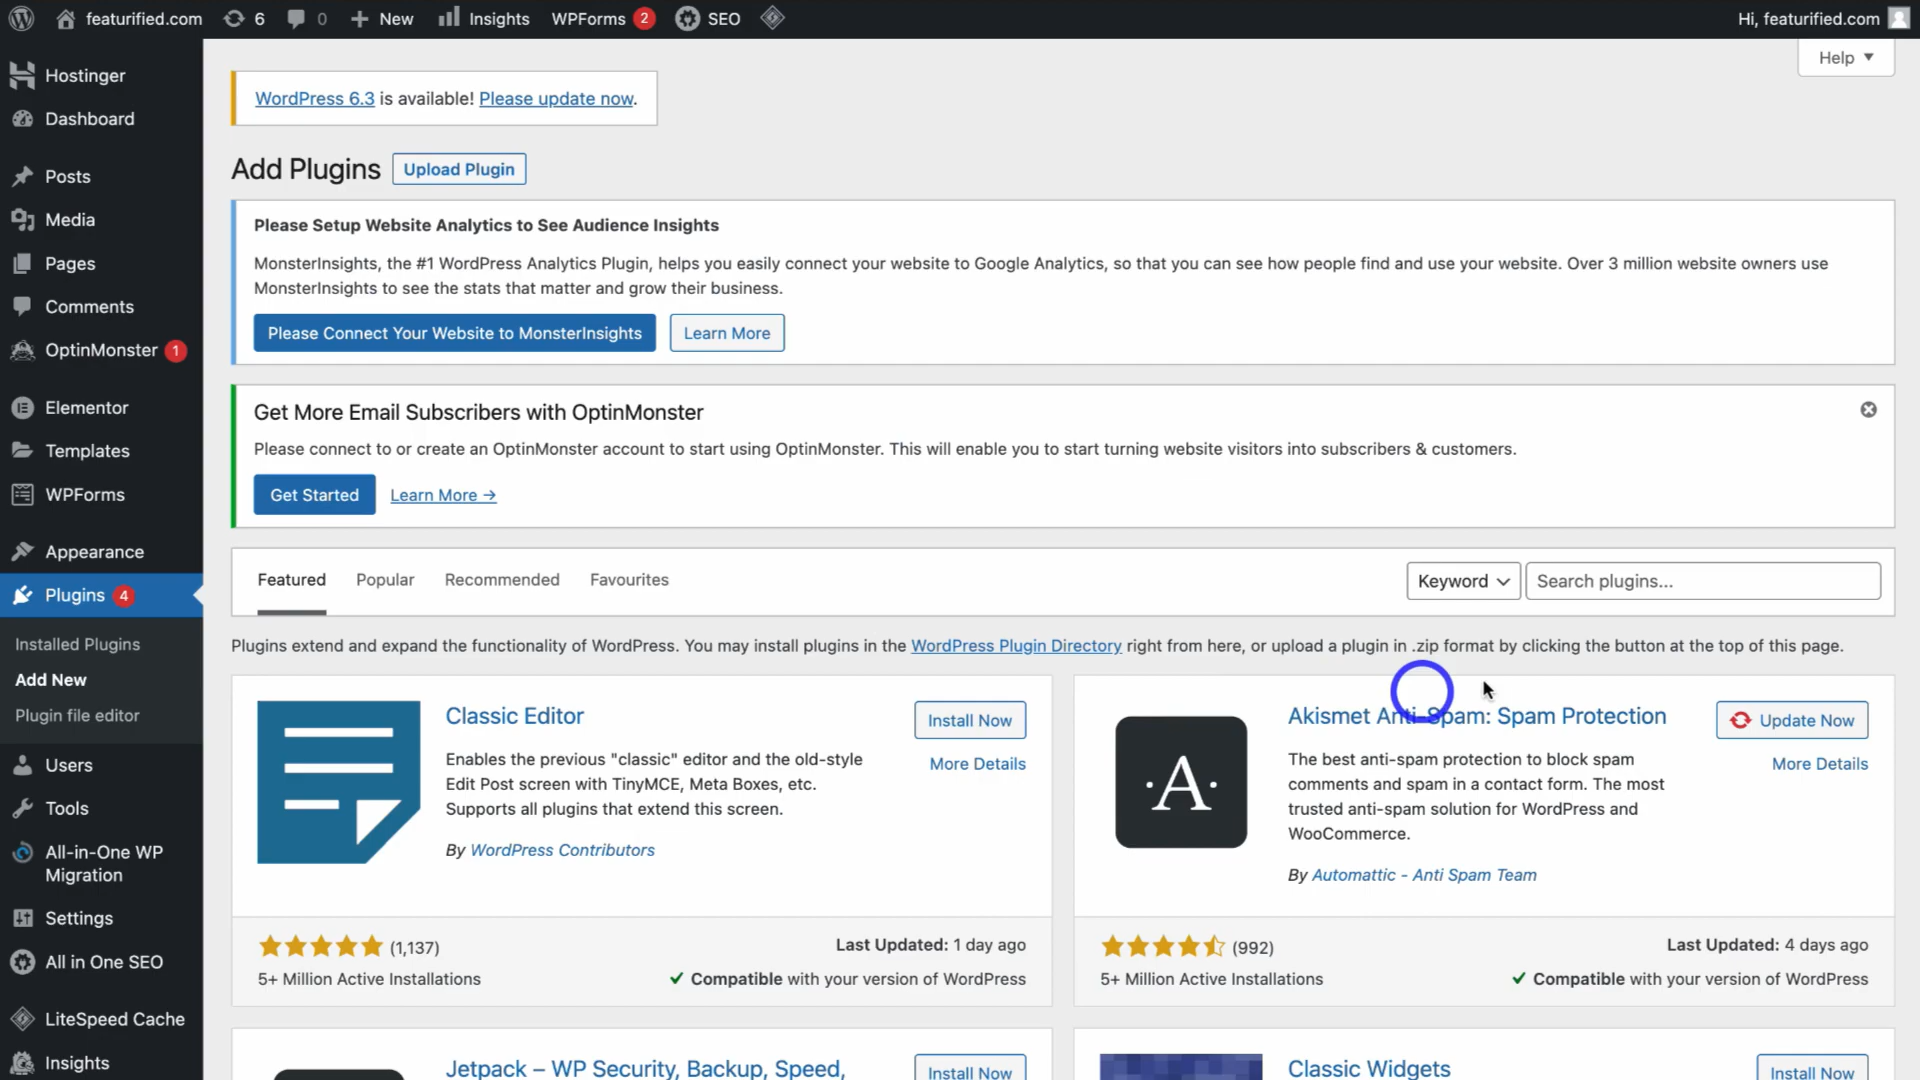 featurified.com 6 0 + New Insights WPForms 2 SEO Hi, featurified.com
Help
Hostinger
Dashboard
Posts
Media
Pages
Comments
OptinMonster 1
Elementor
Templates
WPForms
Appearance
Plugins 4
Installed Plugins
Add New
Plugin file editor
Users
Tools
All-in-One WP
Migration
Settings
All in One SEO
LiteSpeed Cache
Insights
WordPress 6.3 is available! Please update now.
Add Plugins Upload Plugin
Please Setup Website Analytics to See Audience Insights
MonsterInsights, the #1 WordPress Analytics Plugin, helps you easily connect your website to Google Analytics, so that you can see how people find and use your website. Over 3 million website owners use
MonsterInsights to see the stats that matter and grow their business.
Please Connect Your Website to MonsterInsights Learn More
Get More Email Subscribers with OptinMonster
Please connect to or create an OptinMonster account to start using OptinMonster. This will enable you to start turning website visitors into subscribers & customers.
Get Started Learn More →
Featured Popular Recommended Favourites Keyword Search plugins...
Plugins extend and expand the functionality of WordPress. You may install plugins in the WordPress Plugin Directory right from here, or upload a plugin in .zip format by clicking the button at the top of this page.
Classic Editor
Install Now
More Details
Enables the previous "classic" editor and the old-style
Edit Post screen with TinyMCE, Meta Boxes, etc.
Supports all plugins that extend this screen.
By WordPress Contributors
(1,137)
5+ Million Active Installations
Last Updated: 1 day ago
✓ Compatible with your version of WordPress
·A·
Akismet Anti-Spam: Spam Protection
Update Now
More Details
The best anti-spam protection to block spam
comments and spam in a contact form. The most
trusted anti-spam solution for WordPress and
WooCommerce.
By Automattic - Anti Spam Team
(992)
5+ Million Active Installations
Last Updated: 4 days ago
✓ Compatible with your version of WordPress
Jetpack – WP Security, Backup, Speed,
Install Now
Classic Widgets
Install Now